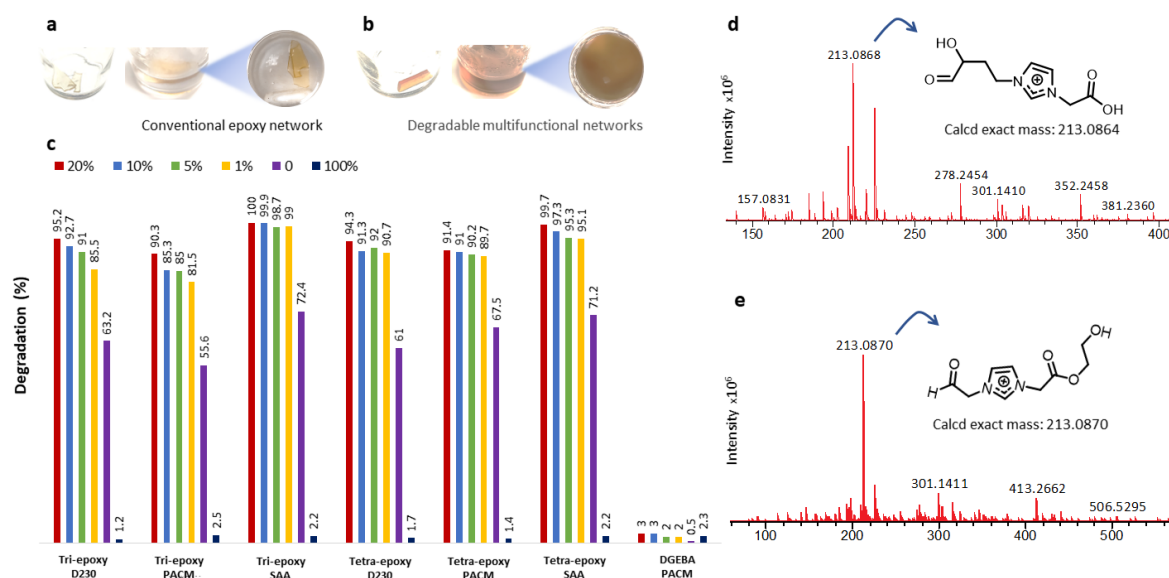 a
b
Conventional epoxy network
Degradable multifunctional networks
c
20%
10%
5%
1%
0
100%
Degradation (%)
95.2
92.7
91
85.5
63.2
1.2
90.3
85.3
85
81.5
55.6
2.5
100
99.9
98.7
99
72.4
2.2
94.3
91.3
92
90.7
61
1.7
91.4
91
90.2
89.7
67.5
1.4
99.7
97.3
95.3
95.1
71.2
2.2
3
3
2
2
0.5
2.3
Tri-epoxy
D230
Tri-epoxy
PACM
Tri-epoxy
SAA
Tetra-epoxy
D230
Tetra-epoxy
PACM
Tetra-epoxy
SAA
DGEBA
PACM
d
Intensity x10⁶
213.0868
157.0831
278.2454
301.1410
352.2458
381.2360
150
200
250
300
350
400
HO
O
N
N
O
OH
Calcd exact mass: 213.0864
e
Intensity x10⁶
213.0870
301.1411
413.2662
506.5295
100
200
300
400
500
OH
O
O
O
H
N
N
Calcd exact mass: 213.0870